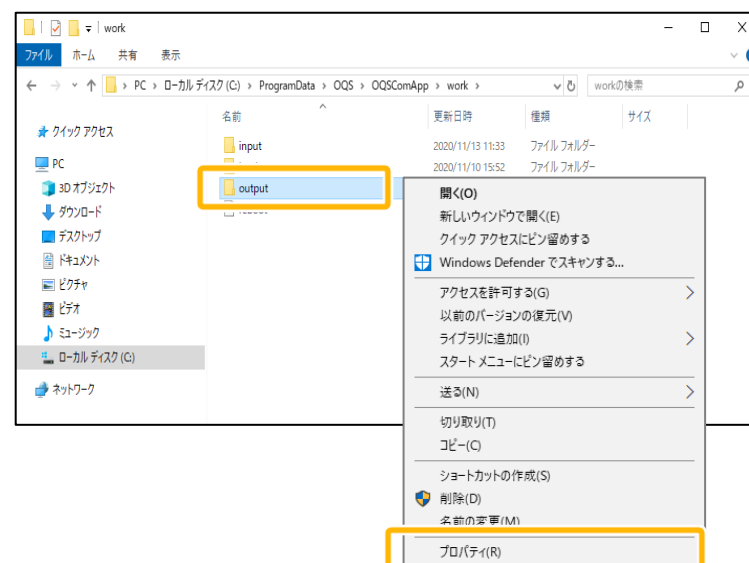 work
ファイル ホーム 共有 表示
PC › ローカル ディスク (C:) › ProgramData › OQS › OQSComApp › work › workの検索
名前 更新日時 種類 サイズ
クイック アクセス
PC
3D オブジェクト
ダウンロード
デスクトップ
ドキュメント
ピクチャ
ビデオ
ミュージック
ローカル ディスク (C:)
ネットワーク
input 2020/11/13 11:33 ファイル フォルダー
2020/11/10 15:52 ファイル フォルダー
output
開く(O)
新しいウィンドウで開く(E)
クイック アクセスにピン留めする
Windows Defender でスキャンする...
アクセスを許可する(G)
以前のバージョンの復元(V)
ライブラリに追加(I)
スタート メニューにピン留めする
送る(N)
切り取り(T)
コピー(C)
ショートカットの作成(S)
削除(D)
名前の変更(M)
プロパティ(R)